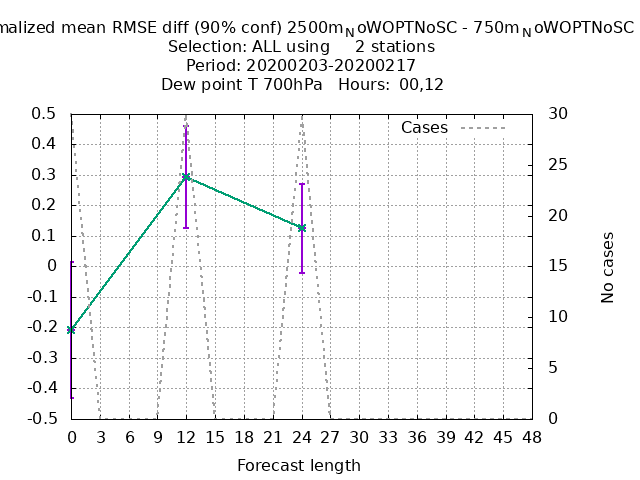 malized mean RMSE diff (90% conf) 2500mNoWOPTNoSC - 750mNoWOPTNoSC
Selection: ALL using 2 stations
Period: 20200203-20200217
Dew point T 700hPa Hours: 00,12
Cases
0.5
0.4
0.3
0.2
0.1
0
-0.1
-0.2
-0.3
-0.4
-0.5
30
25
20
15
10
5
0
No cases
0 3 6 9 12 15 18 21 24 27 30 33 36 39 42 45 48
Forecast length